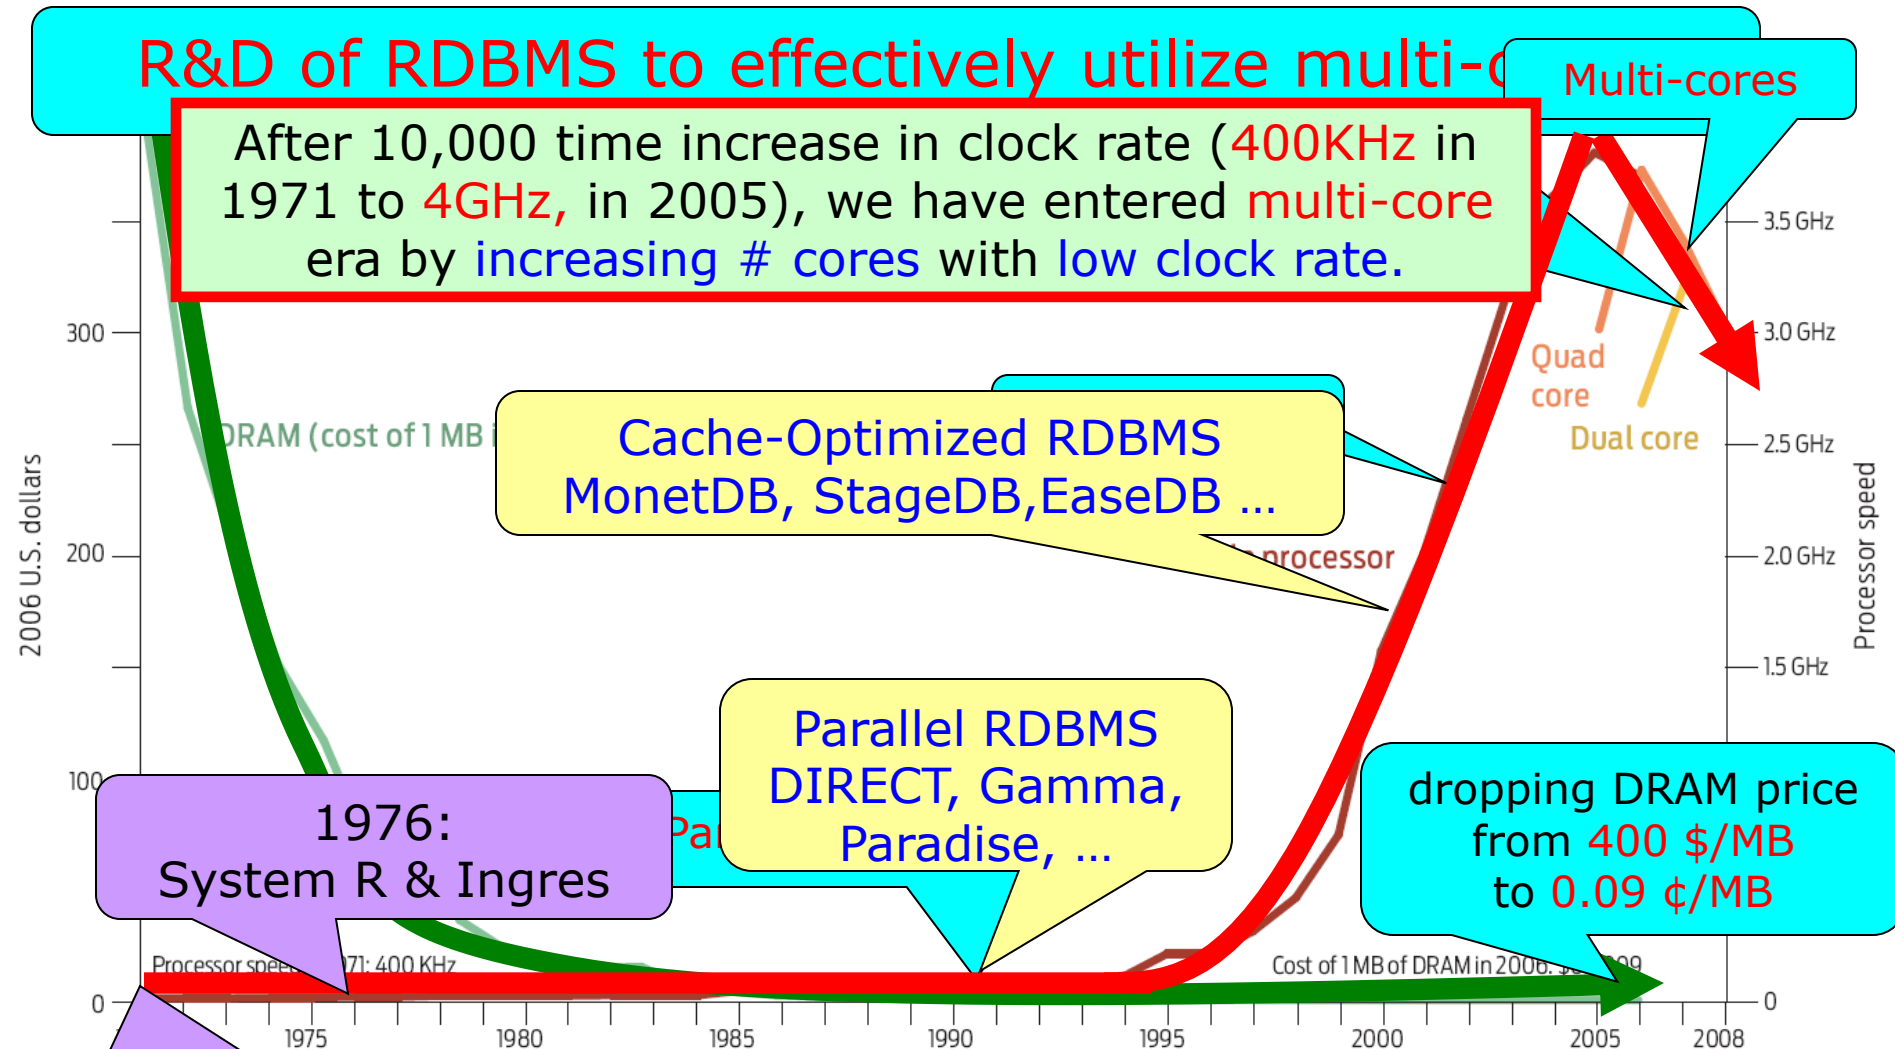 R&D of RDBMS to effectively utilize
Multi-cores
After 10,000 time increase in clock rate (400KHz in
1971 to 4GHz, in 2005), we have entered multi-core
era by increasing # cores with low clock rate.
3.5 GHz
300
3.0 GHz
Quad
core
DRAM (cost of 1 MB
Cache-Optimized RDBMS
MonetDB, StageDB,EaseDB ...
Dual core
2.5 GHz
2006 U.S. dollars
Processor speed
200
processor
2.0 GHz
1.5 GHz
Parallel RDBMS
DIRECT, Gamma,
Paradise, ...
100
1976:
System R & Ingres
dropping DRAM price
from 400 $/MB
to 0.09 ¢/MB
Processor 400 KHz
Cost of 1 MB of DRAM in 2006:
0
0
1975
1980
1985
1990
1995
2000
2005
2008